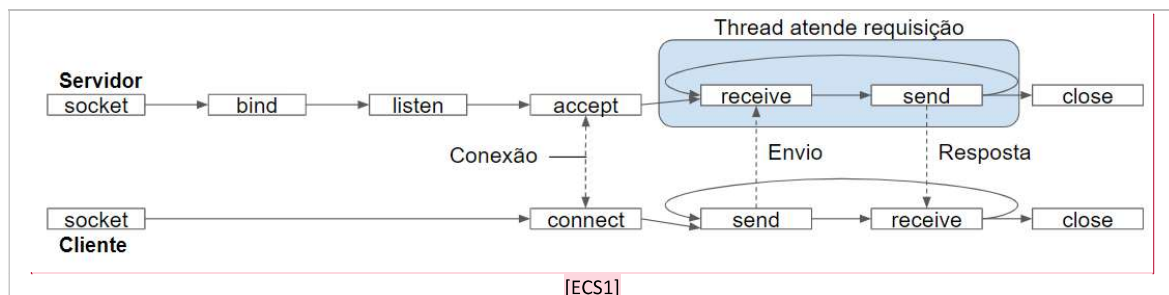 Thread atende requisição
Servidor
socket
bind
listen
accept
receive
send
close
Conexão
Envio
Resposta
socket
connect
send
receive
close
Cliente
[ECS1]